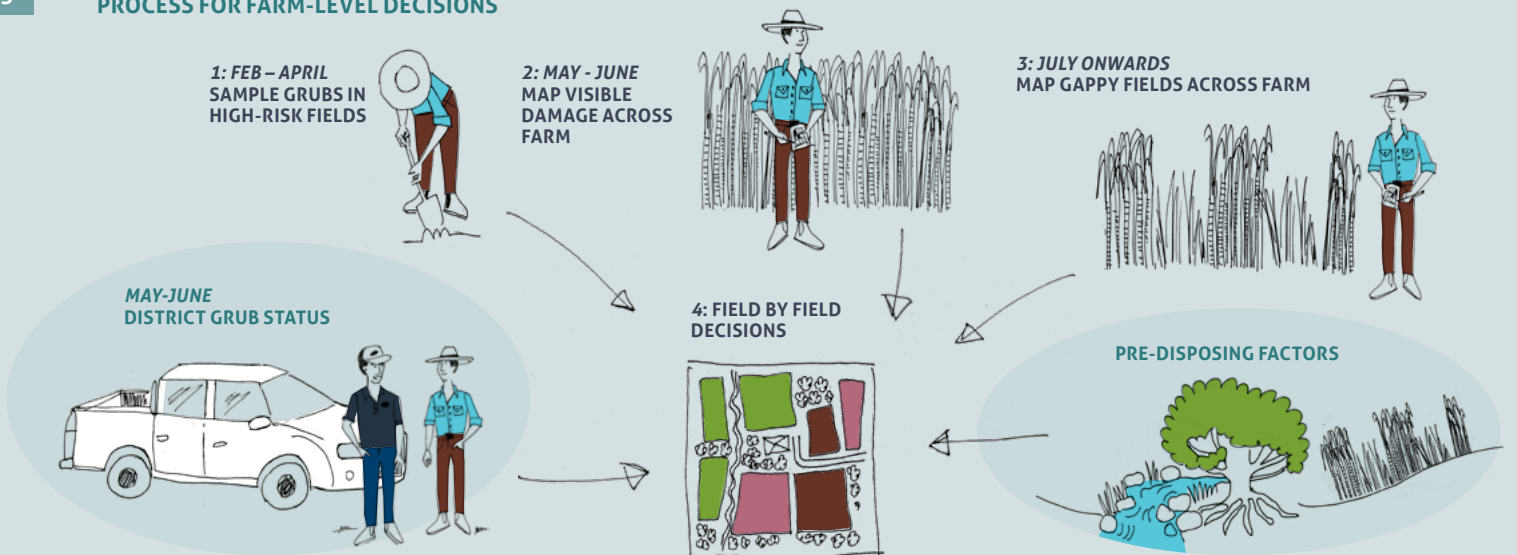 PROCESS FOR FARM-LEVEL DECISIONS
1: FEB – APRIL
SAMPLE GRUBS IN
HIGH-RISK FIELDS
2: MAY - JUNE
MAP VISIBLE
DAMAGE ACROSS
FARM
3: JULY ONWARDS
MAP GAPPY FIELDS ACROSS FARM
MAY-JUNE
DISTRICT GRUB STATUS
4: FIELD BY FIELD
DECISIONS
PRE-DISPOSING FACTORS